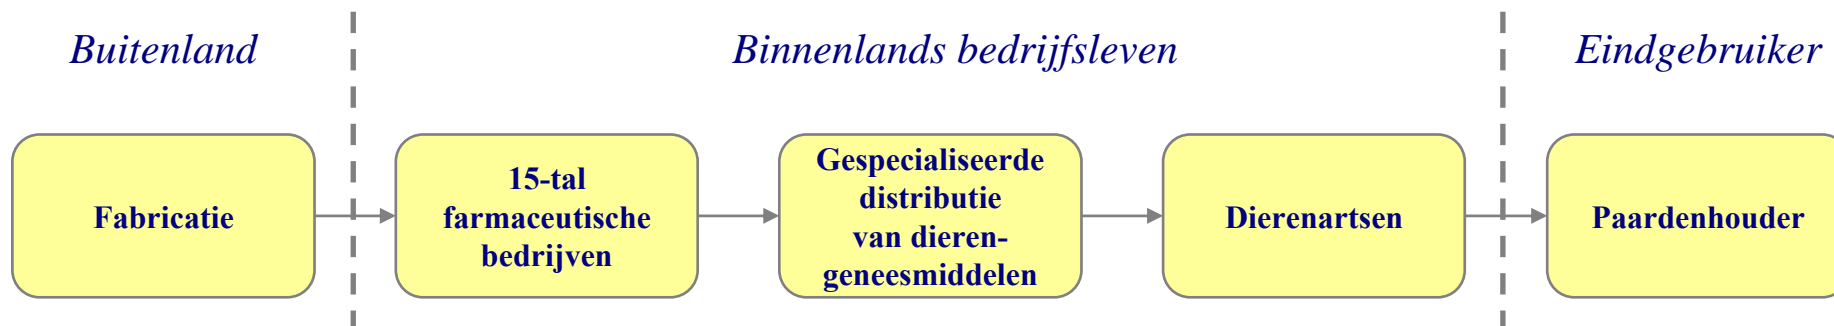 Buitenland
Binnenlands bedrijfsleven
Eindgebruiker
Fabricatie
15-tal
farmaceutische
bedrijven
Gespecialiseerde
distributie
van dieren-
geneesmiddelen
Dierenartsen
Paardenhouder